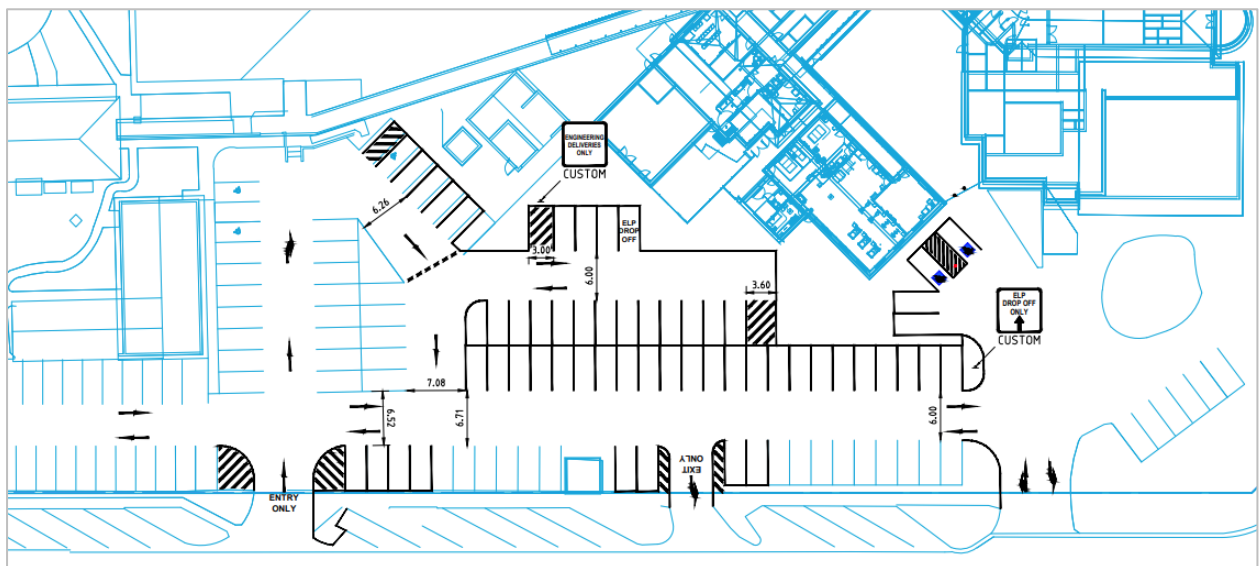 ENGINEERING
DELIVERIES
ONLY
CUSTOM
6.26
ELP
DROP
OFF
3.00
6.00
3.60
ELP
DROP OFF
ONLY
CUSTOM
7.08
6.52
6.71
6.00
EXIT
ONLY
ENTRY
ONLY